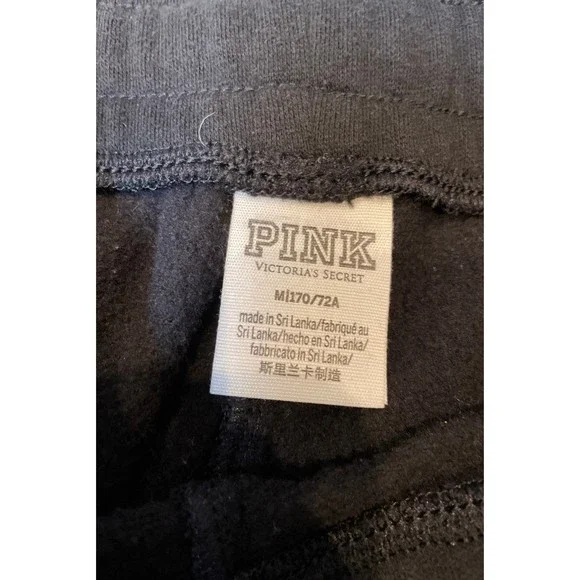 PINK
VICTORIA'S SECRET
M|170/72A
made in Sri Lanka/fabriqué au
Sri Lanka/hecho en Sri Lanka/
fabbricato in Sri Lanka/
斯里兰卡制造